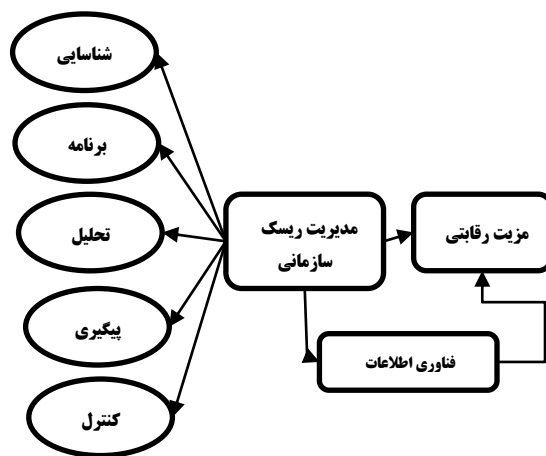 شناسایی
برنامه
تحلیل
پیگیری
کنترل
مدیریت ریسک
سازمانی
مزیت رقابتی
فناوری اطلاعات